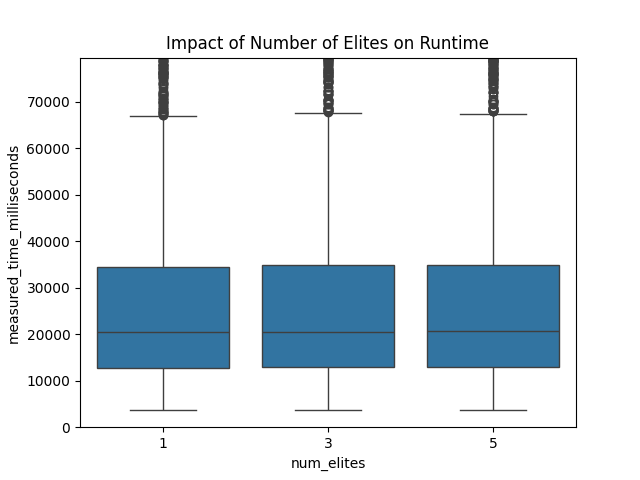 Impact of Number of Elites on Runtime
measured_time_milliseconds
70000
60000
50000
40000
30000
20000
10000
0
1 3 5
num_elites